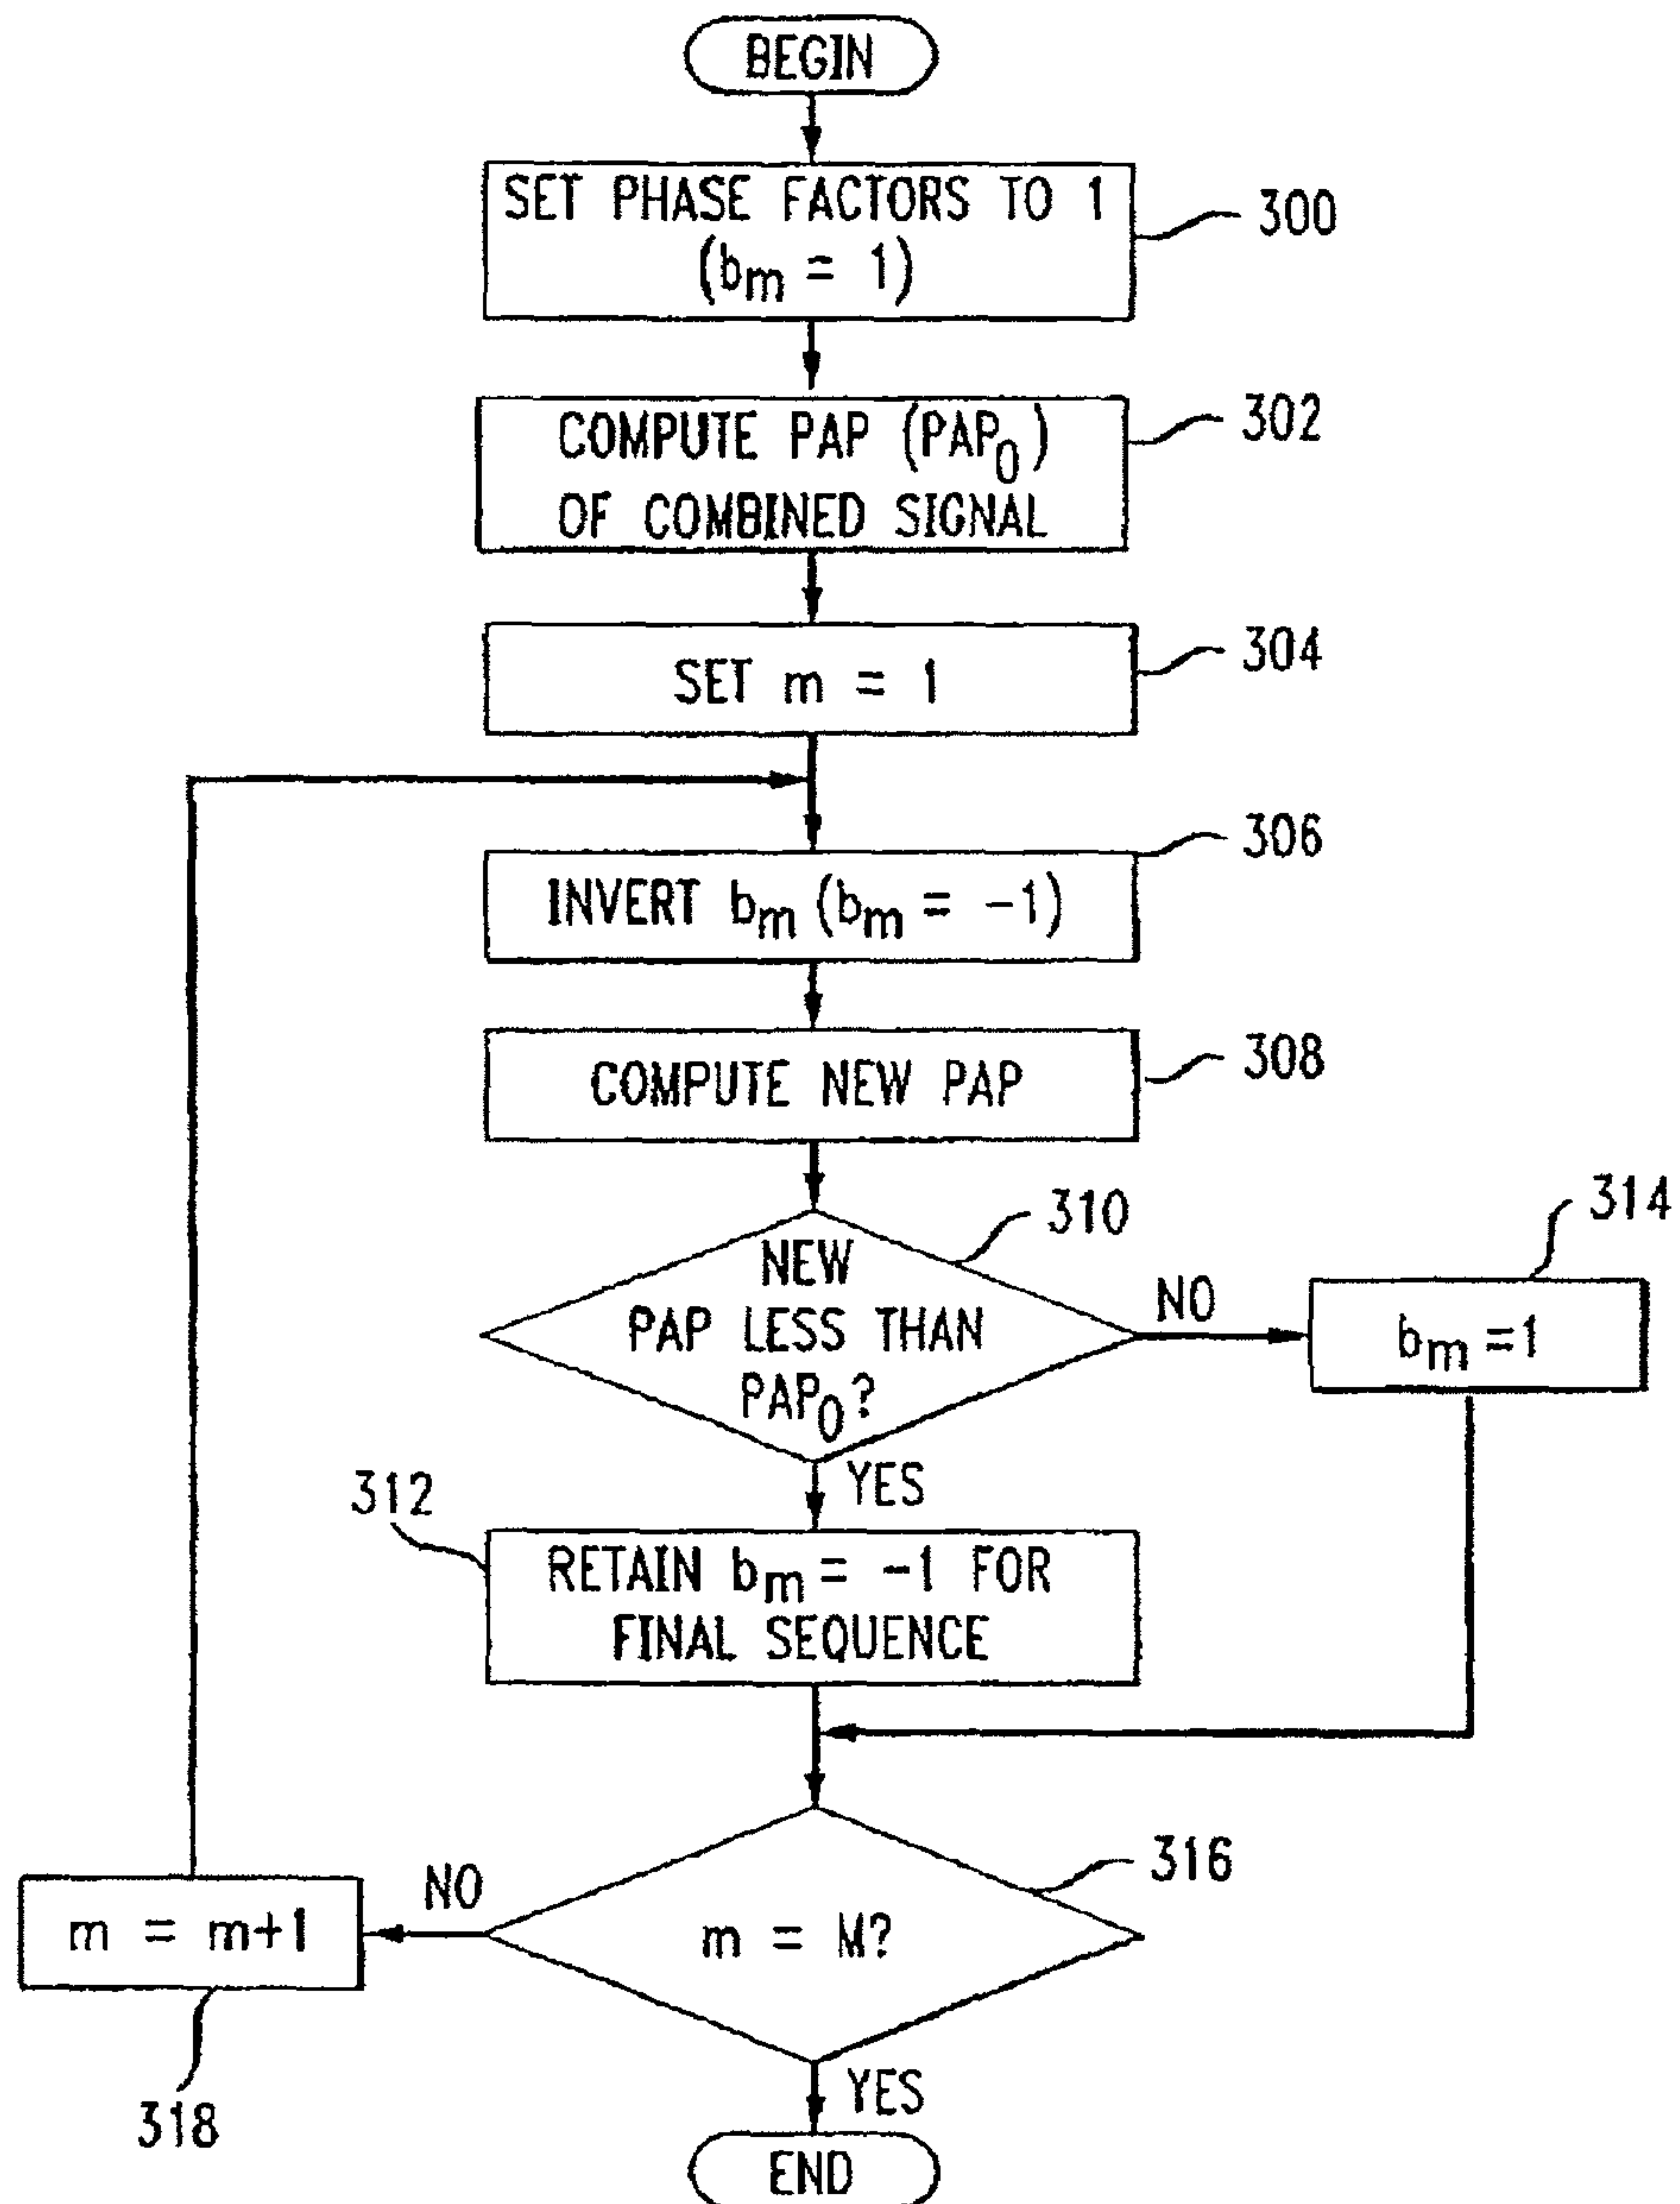 BEGIN
SET PHASE FACTORS TO 1
(bm = 1)
300
COMPUTE PAP (PAP0)
OF COMBINED SIGNAL
302
SET m = 1
304
INVERT bm (bm = -1)
306
COMPUTE NEW PAP
308
NEW
PAP LESS THAN
PAP0?
310
NO
bm =1
314
YES
312
RETAIN bm = -1 FOR
FINAL SEQUENCE
m = M?
316
NO
m = m+1
318
YES
END